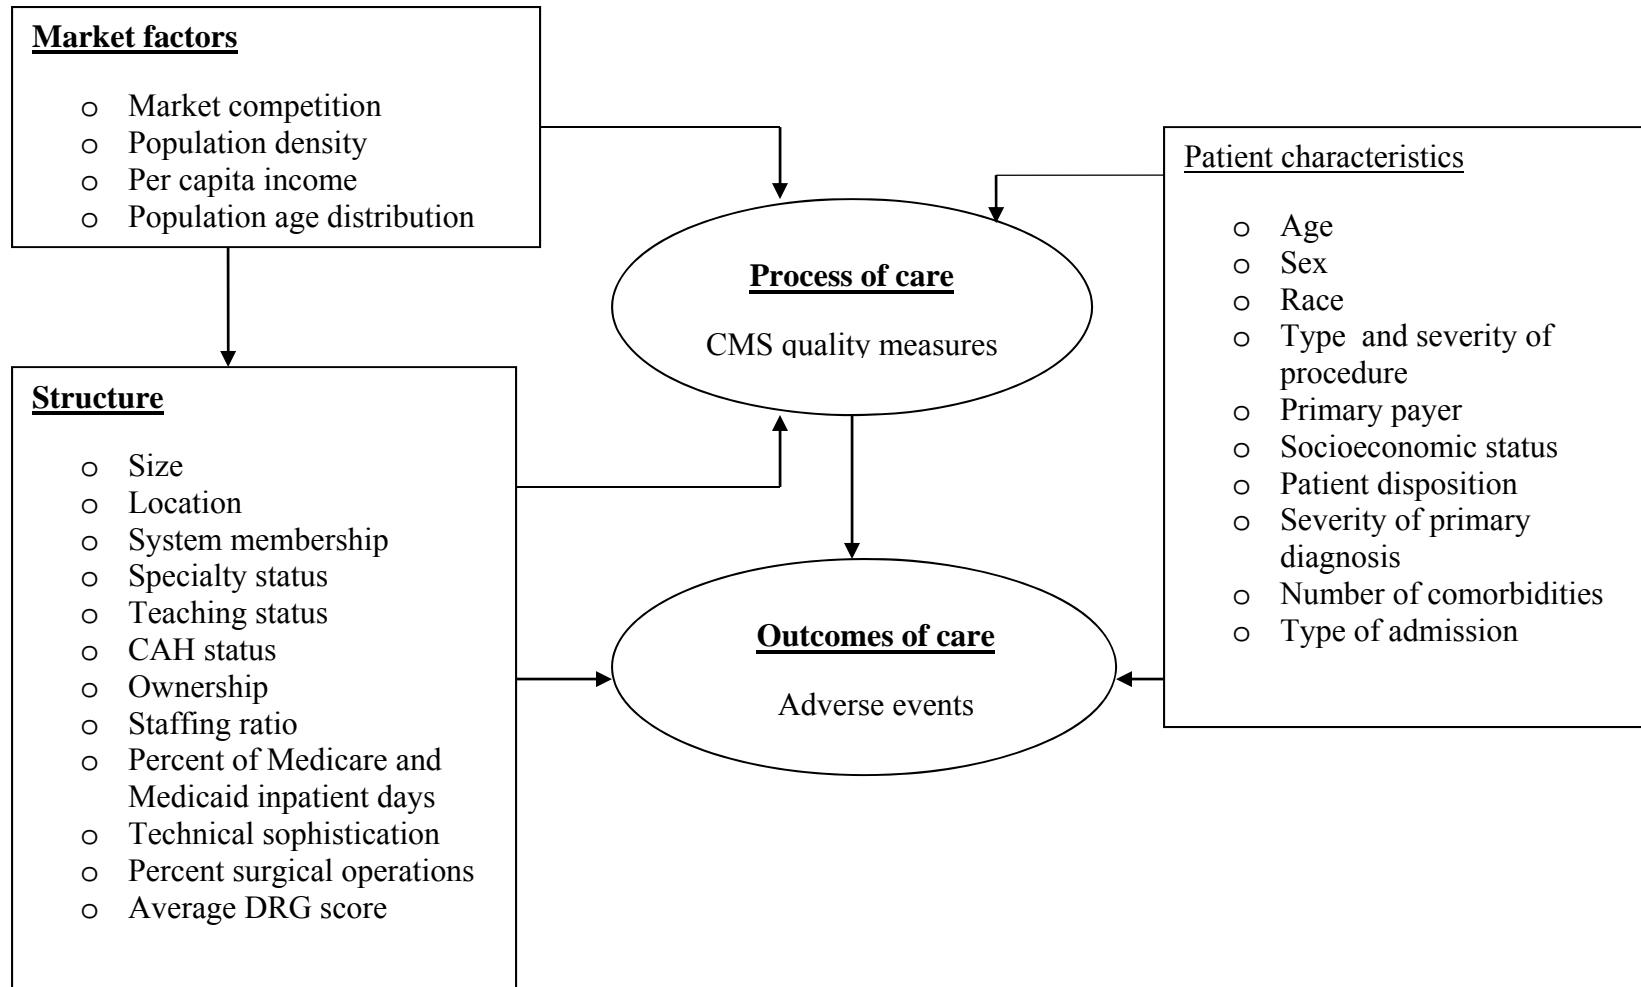 Market factors
o Market competition
o Population density
o Per capita income
o Population age distribution
Structure
o Size
o Location
o System membership
o Specialty status
o Teaching status
o CAH status
o Ownership
o Staffing ratio
o Percent of Medicare and
Medicaid inpatient days
o Technical sophistication
o Percent surgical operations
o Average DRG score
Process of care
CMS quality measures
Outcomes of care
Adverse events
Patient characteristics
o Age
o Sex
o Race
o Type and severity of
procedure
o Primary payer
o Socioeconomic status
o Patient disposition
o Severity of primary
diagnosis
o Number of comorbidities
o Type of admission